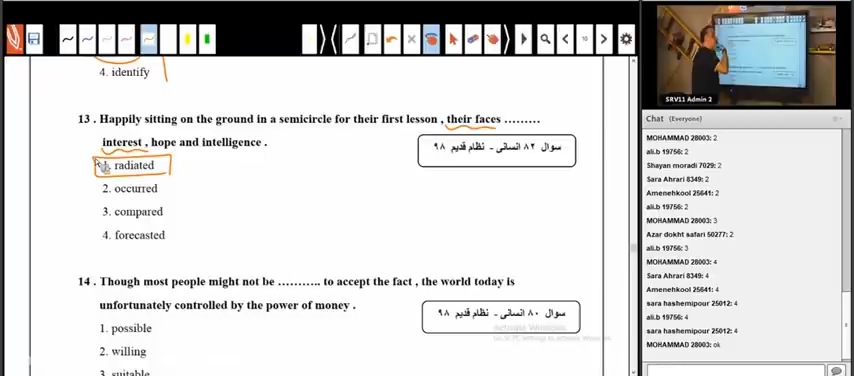 4. identify
13 . Happily sitting on the ground in a semicircle for their first lesson , their faces .........
interest , hope and intelligence .
سوال ۸۲ انسانی - نظام قدیم ۹۸
1. radiated
2. occurred
3. compared
4. forecasted
14 . Though most people might not be ........... to accept the fact , the world today is
unfortunately controlled by the power of money .
سوال ۸۰ انسانی - نظام قدیم ۹۸
1. possible
2. willing
3. suitable
Activate Windows
10
SRV11 Admin 2
Chat (Everyone)
MOHAMMAD 28003: 2
ali.b 19756: 2
Shayan moradi 7029: 2
Sara Ahrari 8349: 2
Amenehkool 25641: 2
ali.b 19756: 2
MOHAMMAD 28003: 3
Azar dokht safari 50277: 2
ali.b 19756: 3
MOHAMMAD 28003: 4
Sara Ahrari 8349: 4
Amenehkool 25641: 4
sara hashemipour 25012: 4
ali.b 19756: 4
sara hashemipour 25012: 4
MOHAMMAD 28003: ok